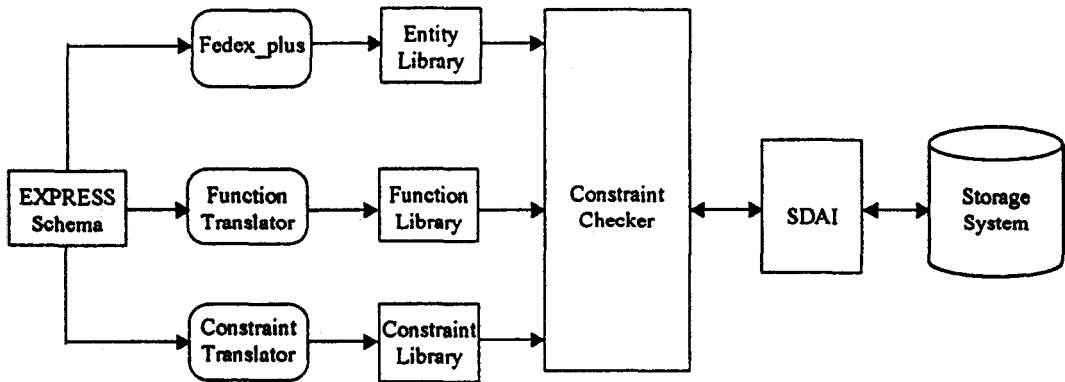 Fedex_plus
Entity
Library
EXPRESS
Schema
Function
Translator
Function
Library
Constraint
Checker
SDAI
Storage
System
Constraint
Translator
Constraint
Library